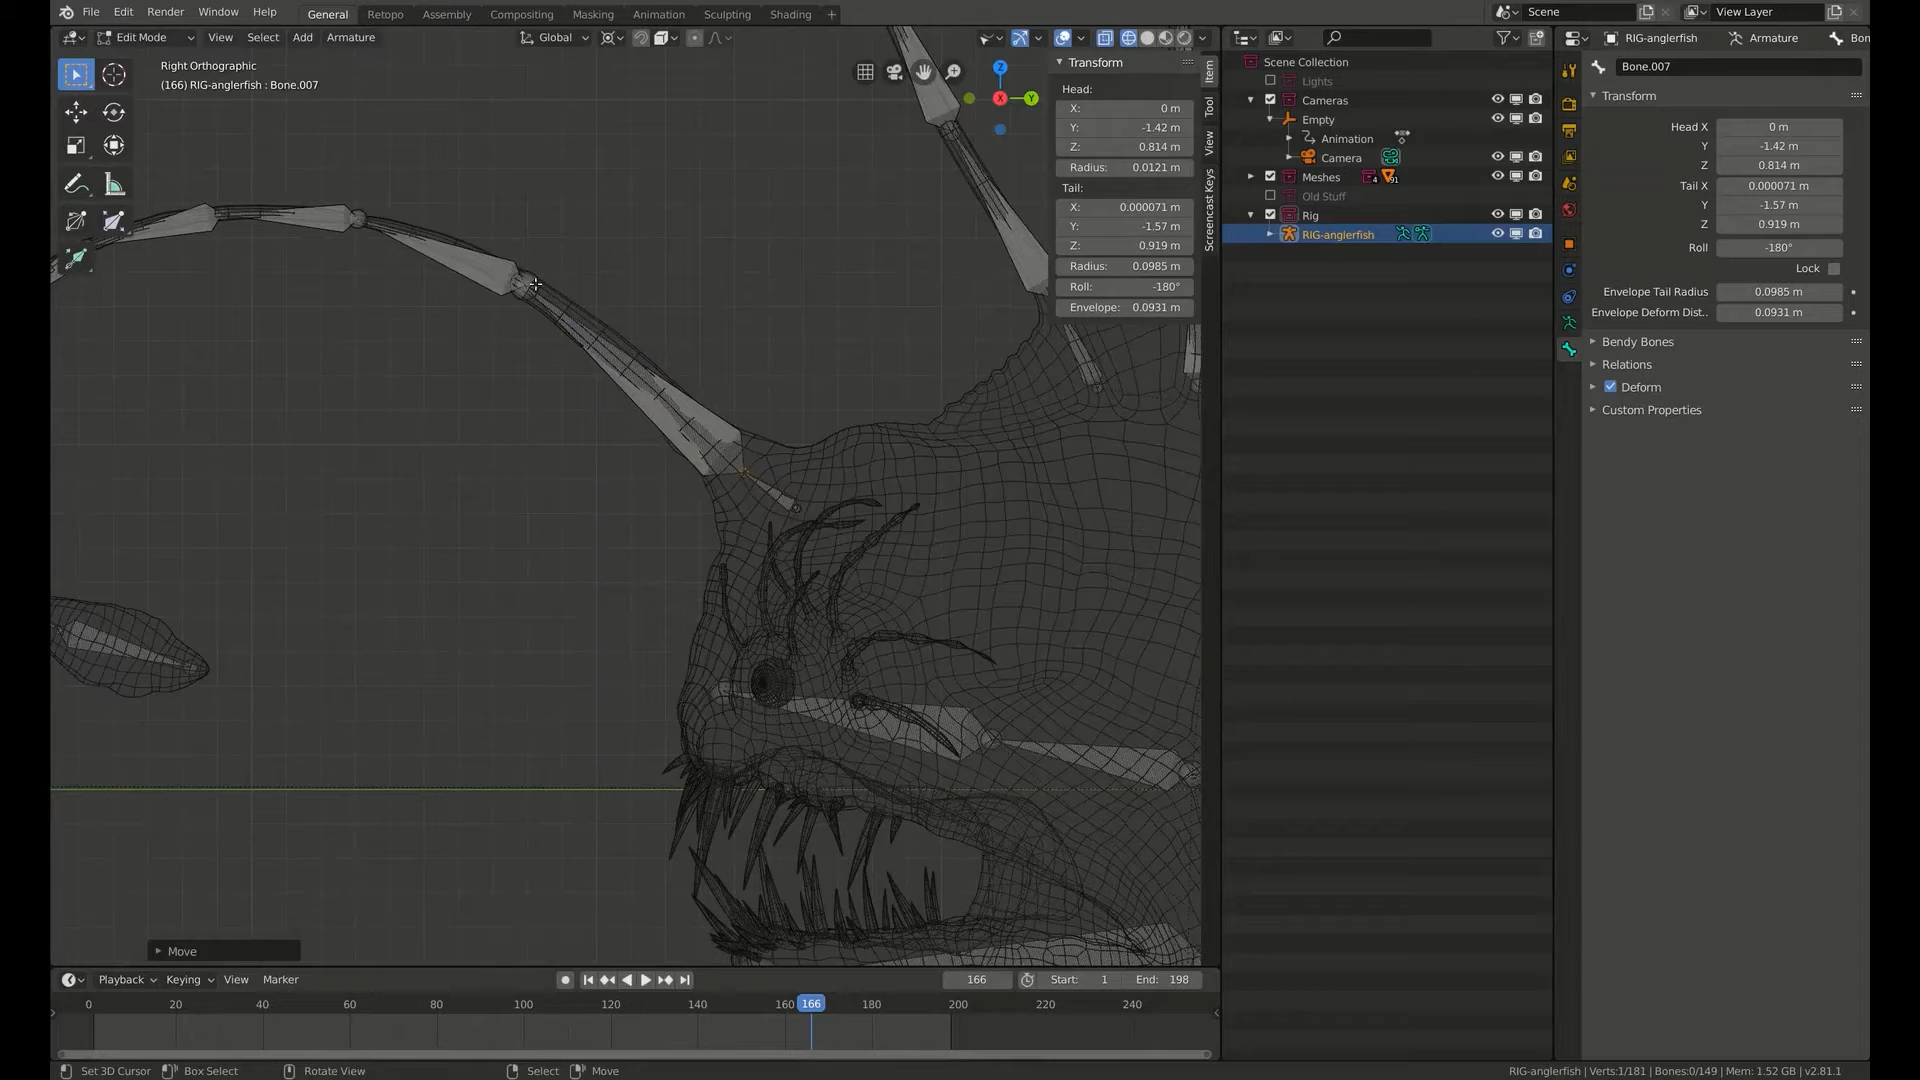 File Edit Render Window Help
General Retopo Assembly Compositing Masking Animation Sculpting Shading +
Scene
View Layer
Edit Mode View Select Add Armature
Global
RIG-anglerfish Armature Bon
Right Orthographic
(166) RIG-anglerfish : Bone.007
Z
X
Y
Item
Tool
View
Screencast Keys
Transform
Head:
X: 0 m
Y: -1.42 m
Z: 0.814 m
Radius: 0.0121 m
Tail:
X: 0.000071 m
Y: -1.57 m
Z: 0.919 m
Radius: 0.0985 m
Roll: -180°
Envelope: 0.0931 m
Scene Collection
Lights
Cameras
Empty
Animation
Camera
Meshes 4 91
Old Stuff
Rig
RIG-anglerfish
Bone.007
Transform
Head X 0 m
Y -1.42 m
Z 0.814 m
Tail X 0.000071 m
Y -1.57 m
Z 0.919 m
Roll -180°
Lock
Envelope Tail Radius 0.0985 m
Envelope Deform Dist.. 0.0931 m
Bendy Bones
Relations
Deform
Custom Properties
Move
Playback Keying View Marker
166 Start: 1 End: 198
0 20 40 60 80 100 120 140 160 166 180 200 220 240
Set 3D Cursor Box Select Rotate View Select Move
RIG-anglerfish | Verts:1/181 | Bones:0/149 | Mem: 1.52 GB | v2.81.1